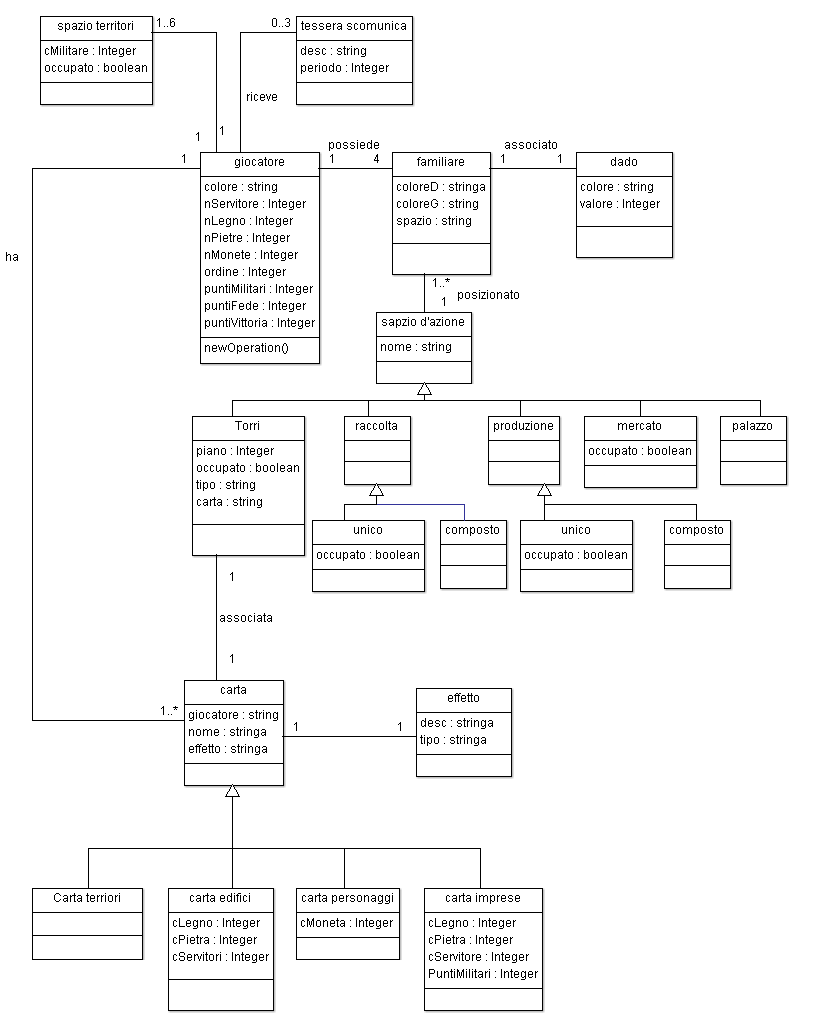 spazio territori
cMilitare : Integer
occupato : boolean
1..6
0..3
tessera scomunica
desc : string
periodo : Integer
riceve
1
1
1
giocatore
colore : string
nServitore : Integer
nLegno : Integer
nPietre : Integer
nMonete : Integer
ordine : Integer
puntiMilitari : Integer
puntiFede : Integer
puntiVittoria : Integer
newOperation()
possiede
1
4
familiare
coloreD : stringa
coloreG : string
spazio : string
associato
1
1
dado
colore : string
valore : Integer
ha
1..*
posizionato
1
sapzio d'azione
nome : string
Torri
piano : Integer
occupato : boolean
tipo : string
carta : string
raccolta
produzione
mercato
occupato : boolean
palazzo
unico
occupato : boolean
composto
unico
occupato : boolean
composto
1
associata
1
carta
giocatore : string
nome : stringa
effetto : stringa
1..*
1
1
effetto
desc : stringa
tipo : stringa
Carta terriori
carta edifici
cLegno : Integer
cPietra : Integer
cServitori : Integer
carta personaggi
cMoneta : Integer
carta imprese
cLegno : Integer
cPietra : Integer
cServitore : Integer
PuntiMilitari : Integer